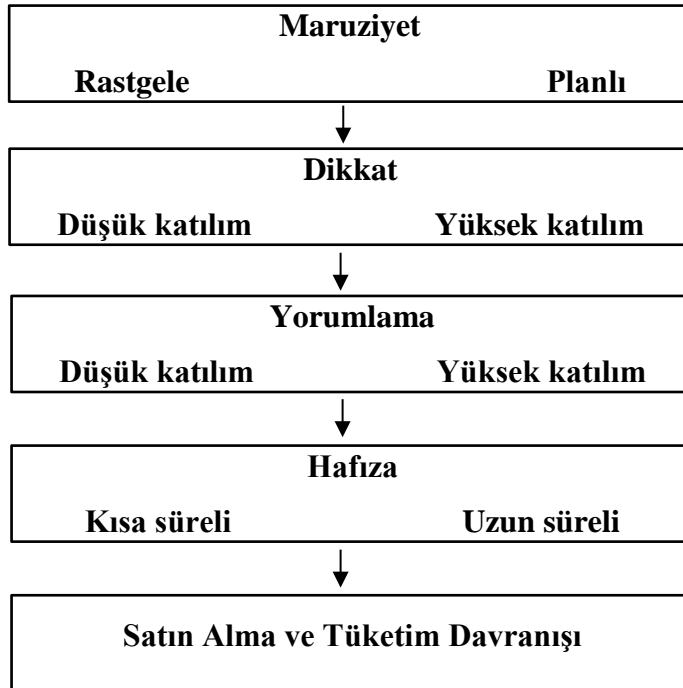 Maruziyet
Rastgele Planlı
Dikkat
Düşük katılım Yüksek katılım
Yorumlama
Düşük katılım Yüksek katılım
Hafıza
Kısa süreli Uzun süreli
Satın Alma ve Tüketim Davranışı